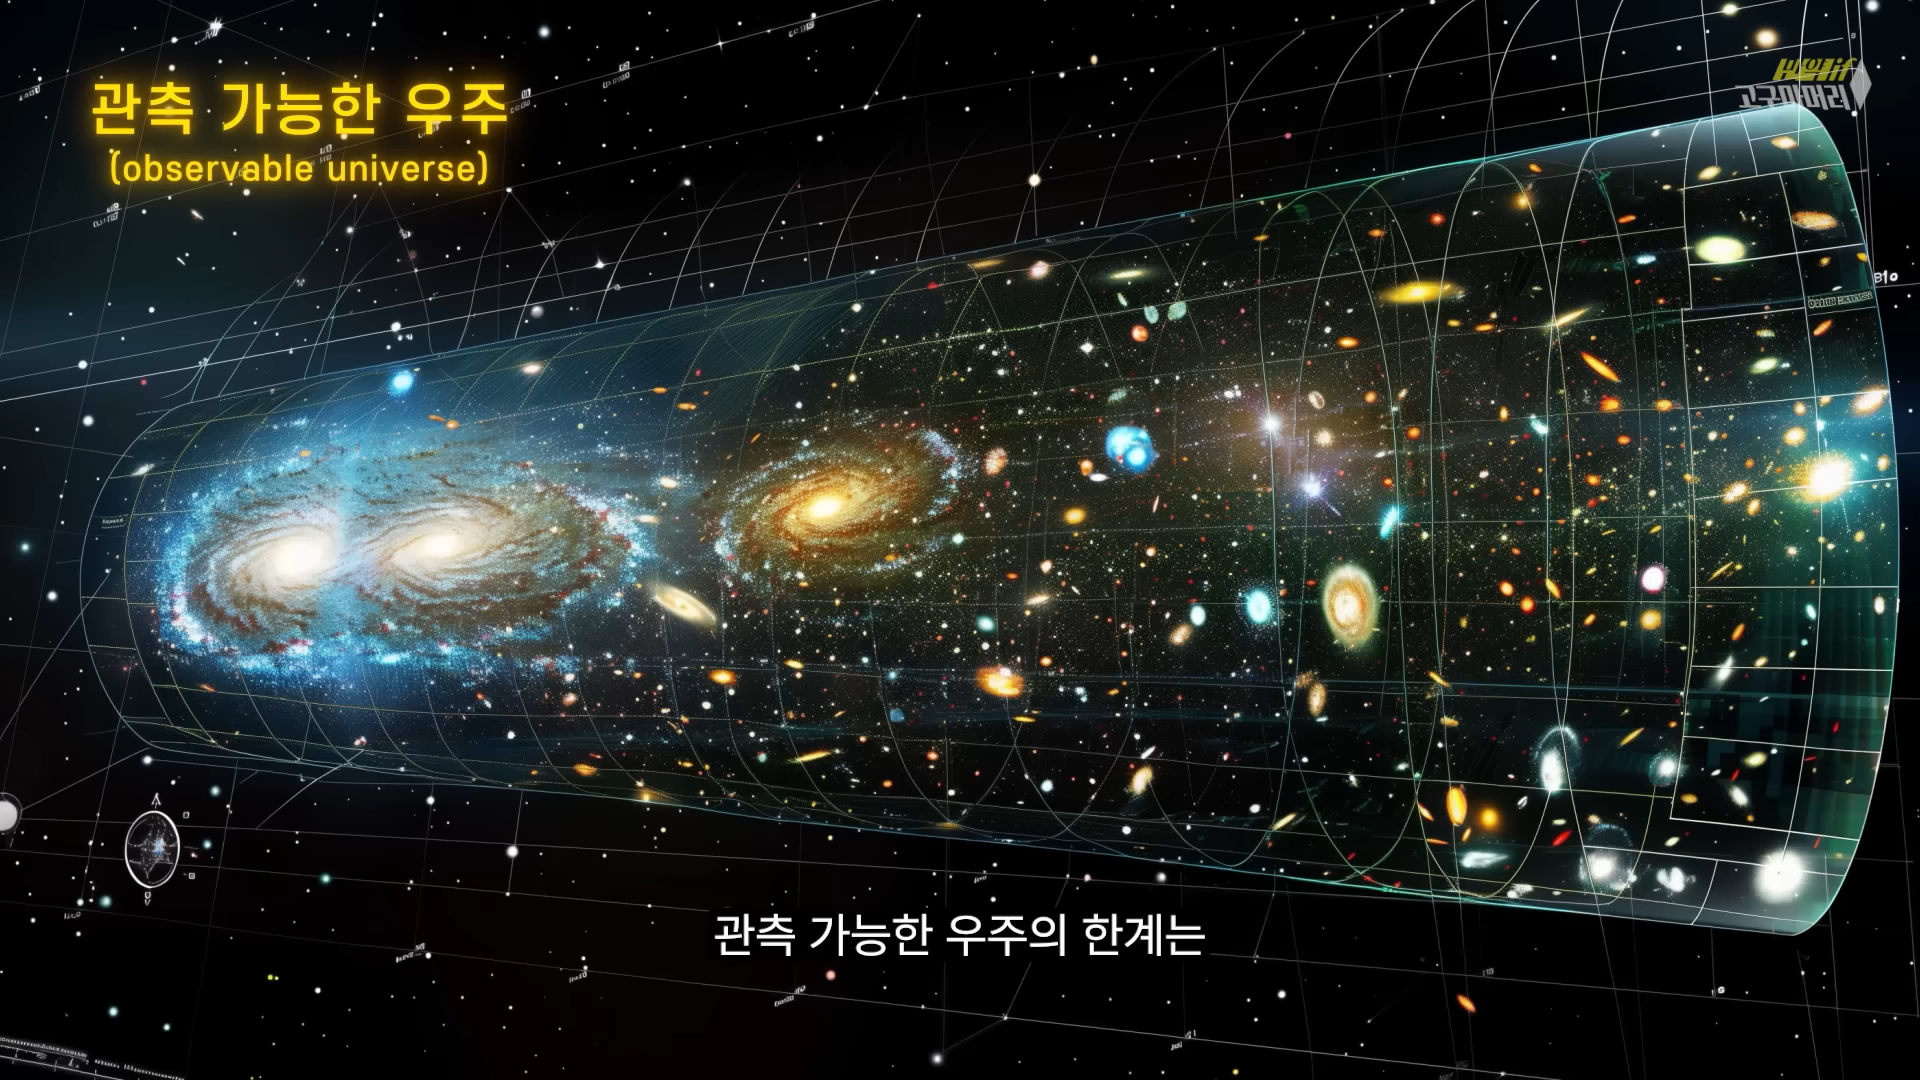 관측 가능한 우주
(observable universe)
관측 가능한 우주의 한계는